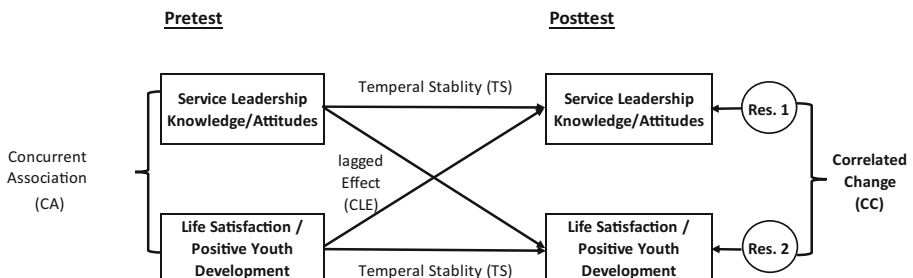 Pretest
Posttest
Temperal Stablity (TS)
Service Leadership
Knowledge/Attitudes
Service Leadership
Knowledge/Attitudes
Res. 1
Concurrent
Association
(CA)
lagged
Effect
(CLE)
Correlated
Change
(CC)
Life Satisfaction /
Positive Youth
Development
Life Satisfaction /
Positive Youth
Development
Res. 2
Temperal Stablity (TS)